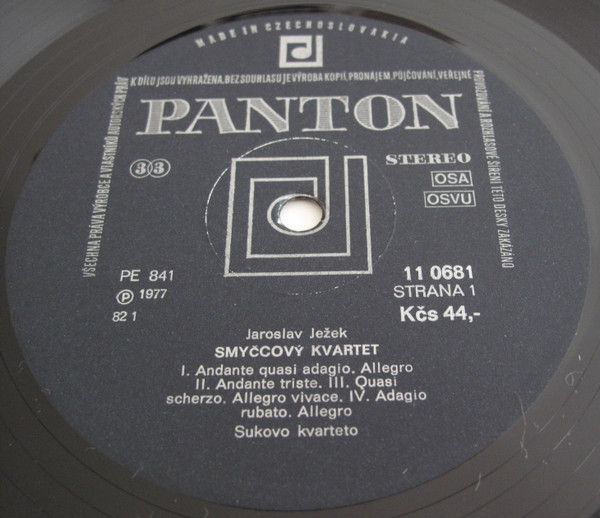 MADE IN CZECHOSLOVAKIA
VŠECHNA PRÁVA VÝROBCE A VLASTNÍKŮ AUTORSKÝCH PRÁV
K DÍLU JSOU VYHRAŽENA. BEZ SOUHLASU JE VÝROBA KOPIÍ, PRONÁJEM, PŮJČOVÁNÍ, VEŘEJNÉ
PROVOZOVÁNÍ A ROZHLASOVÉ ŠÍŘENÍ TÉTO DESKY ZAKÁZÁNO
PANTON
33
STEREO
OSA
OSVU
PE 841
Ⓟ 1977
82 1
11 0681
STRANA 1
Kčs 44,-
Jaroslav Ježek
SMYČCOVÝ KVARTET
I. Andante quasi adagio. Allegro
II. Andante triste. III. Quasi
scherzo. Allegro vivace. IV. Adagio
rubato. Allegro
Sukovo kvarteto